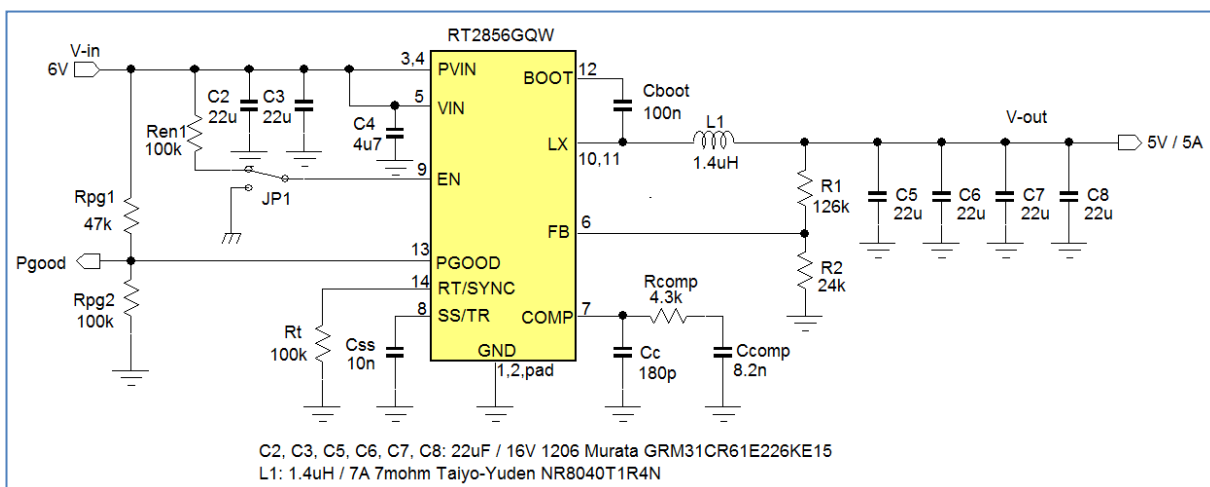 RT2856GQW
V-in
6V
3,4
PVIN
BOOT
12
Cboot
100n
C2
22u
C3
22u
5
VIN
C4
4u7
Ren1
100k
L1
1.4uH
V-out
5V / 5A
LX
10,11
9
EN
JP1
R1
126k
C5
22u
C6
22u
C7
22u
C8
22u
Rpg1
47k
FB
6
Pgood
13
PGOOD
R2
24k
Rpg2
100k
14
RT/SYNC
Rcomp
4.3k
8
SS/TR
COMP
7
Rt
100k
Css
10n
GND
1,2,pad
Cc
180p
Ccomp
8.2n
C2, C3, C5, C6, C7, C8: 22uF / 16V 1206 Murata GRM31CR61E226KE15
L1: 1.4uH / 7A 7mohm Taiyo-Yuden NR8040T1R4N